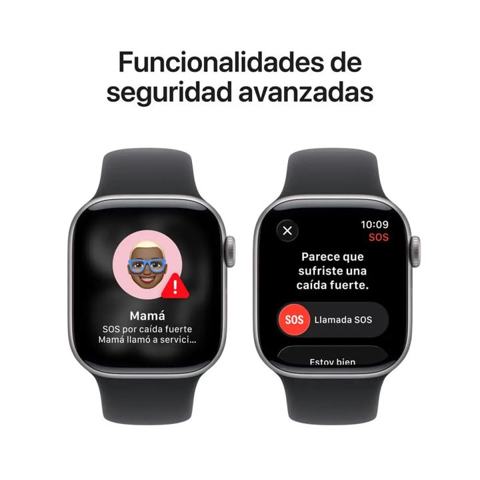 Funcionalidades de
seguridad avanzadas
Mamá
SOS por caída fuerte
Mamá llamó a servici...
10:09
SOS
Parece que
sufriste una
caída fuerte.
SOS Llamada SOS
Estoy bien